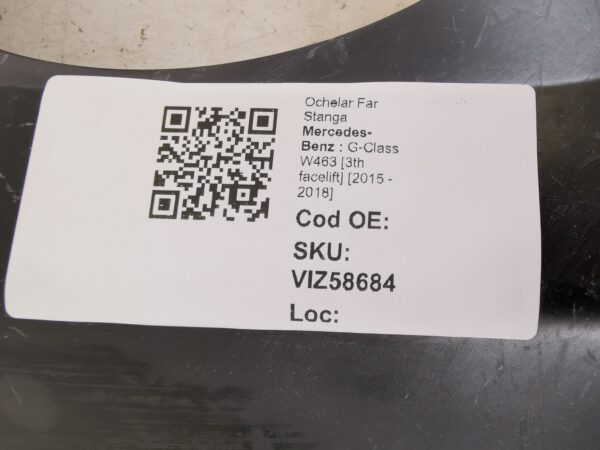 Ochelar Far
Stanga
Mercedes-
Benz : G-Class
W463 [3th
facelift] [2015 -
2018]
Cod OE:
SKU:
VIZ58684
Loc: